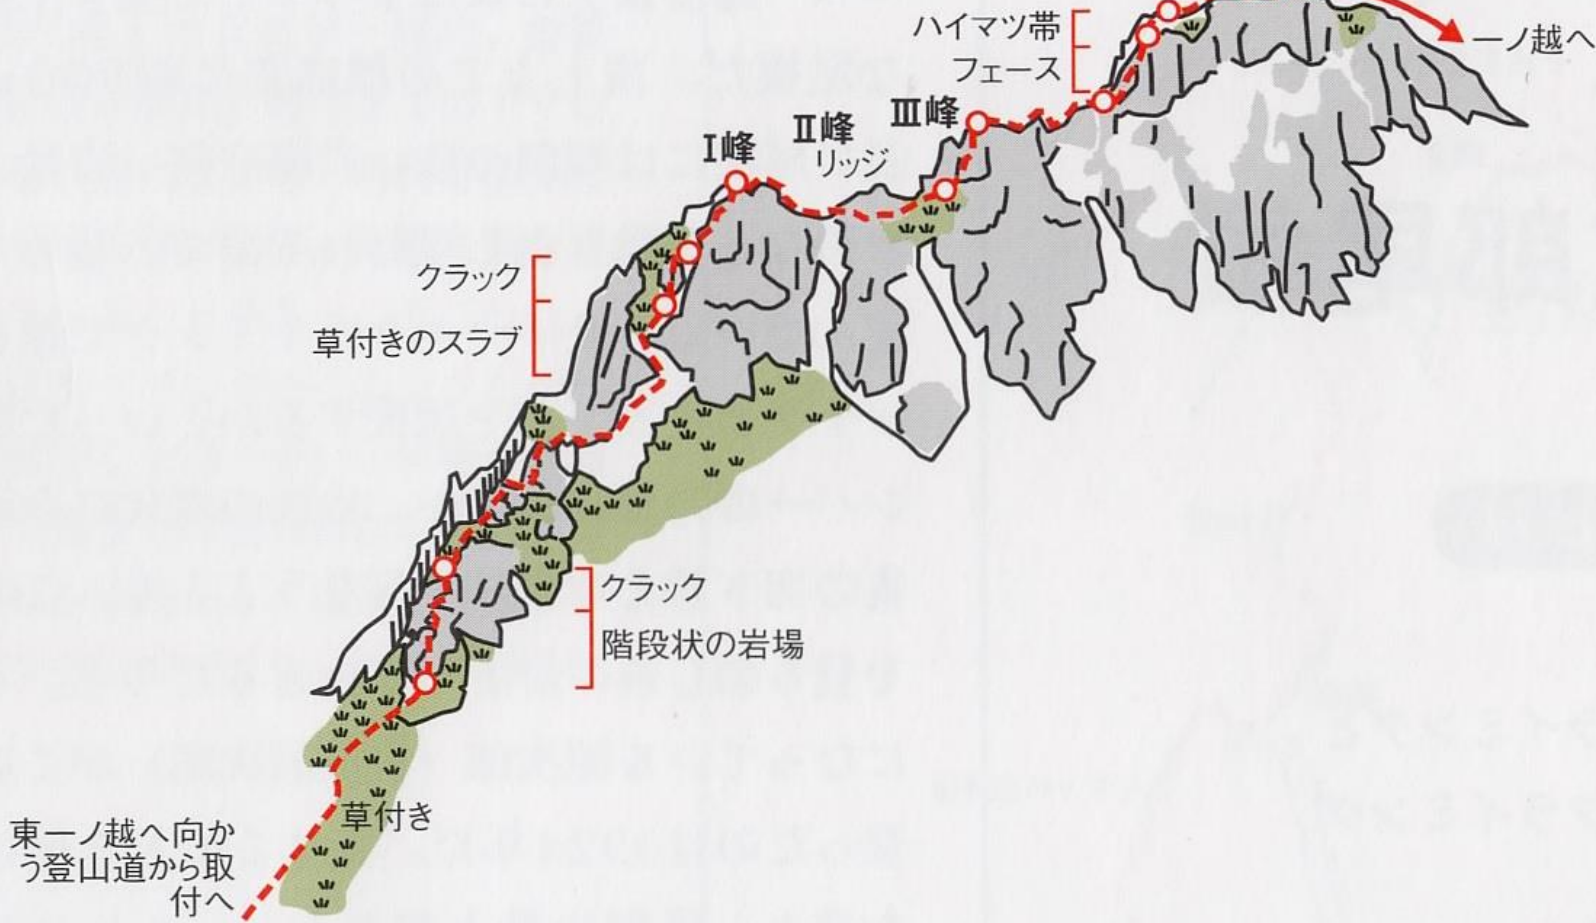 ハイマツ帯
フェース
一ノ越へ
Ⅰ峰
Ⅱ峰
リッジ
Ⅲ峰
クラック
草付きのスラブ
クラック
階段状の岩場
草付き
東一ノ越へ向か
う登山道から取
付へ